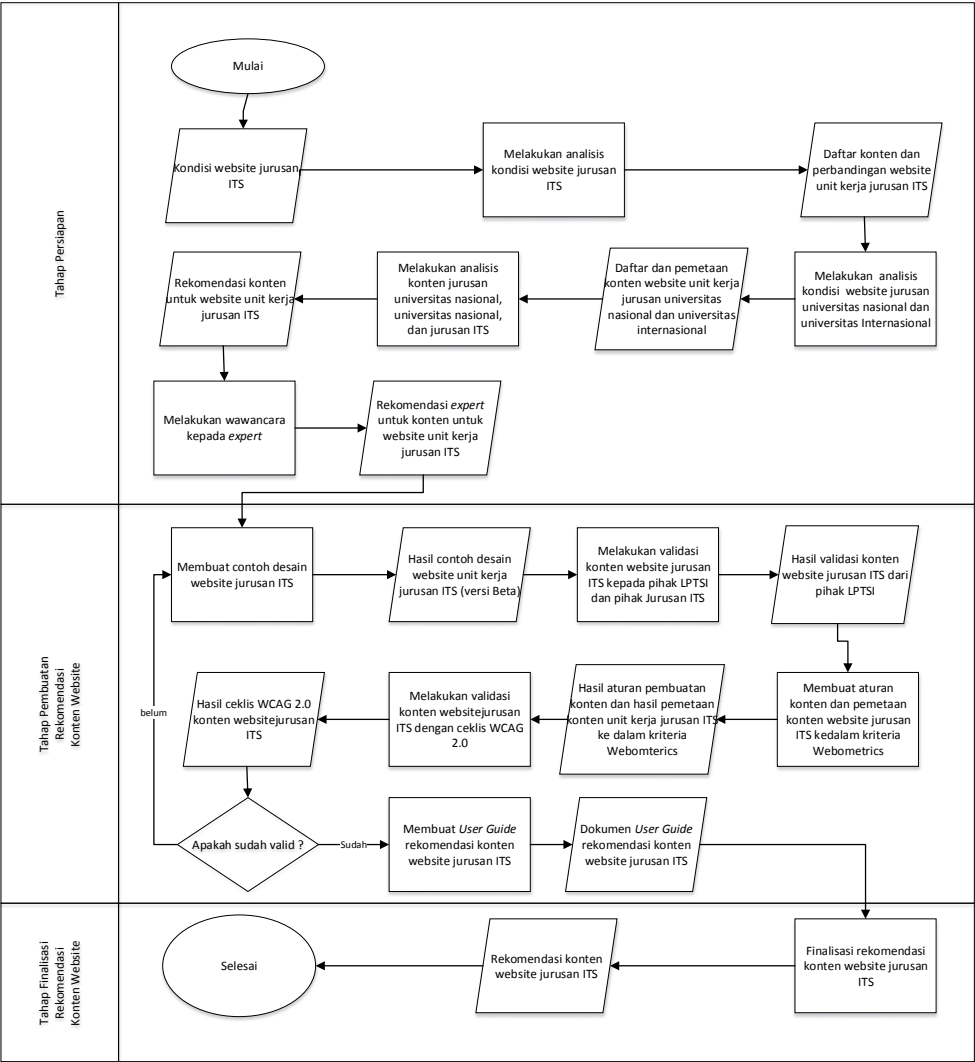 Tahap Persiapan
Mulai
Kondisi website jurusan
ITS
Melakukan analisis
kondisi website jurusan
ITS
Daftar konten dan
perbandingan website
unit kerja jurusan ITS
Melakukan  analisis
kondisi  website jurusan
universitas nasional dan
universitas Internasional
Daftar dan pemetaan
konten website unit kerja
jurusan universitas
nasional dan universitas
internasional
Melakukan analisis
konten jurusan
universitas nasional,
universitas nasional,
dan jurusan ITS
Rekomendasi konten
untuk website unit kerja
jurusan ITS
Melakukan wawancara
kepada expert
Rekomendasi expert
untuk konten untuk
website unit kerja
jurusan ITS
Tahap Pembuatan
Rekomendasi
Konten Website
Membuat contoh desain
website jurusan ITS
Hasil contoh desain
website unit kerja
jurusan ITS (versi Beta)
Melakukan validasi
konten website jurusan
ITS kepada pihak LPTSI
dan pihak Jurusan ITS
Hasil validasi konten
website jurusan ITS dari
pihak LPTSI
Membuat aturan
konten dan pemetaan
konten website jurusan
ITS kedalam kriteria
Webometrics
Hasil aturan pembuatan
konten dan hasil pemetaan
konten unit kerja jurusan ITS
ke dalam kriteria
Webomterics
Melakukan validasi
konten websitejurusan
ITS dengan ceklis WCAG
2.0
Hasil ceklis WCAG 2.0
konten websitejurusan
ITS
belum
Apakah sudah valid ?
Sudah
Membuat User Guide
rekomendasi konten
website jurusan ITS
Dokumen User Guide
rekomendasi konten
website jurusan ITS
Tahap Finalisasi
Rekomendasi
Konten Website
Finalisasi rekomendasi
konten website jurusan
ITS
Rekomendasi konten
website jurusan ITS
Selesai